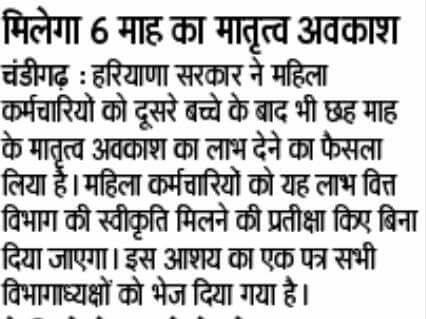 मिलेगा 6 माह का मातृत्व अवकाश
चंडीगढ़ : हरियाणा सरकार ने महिला
कर्मचारियो को दूसरे बच्चे के बाद भी छह माह
के मातृत्व अवकाश का लाभ देने का फैसला
लिया है। महिला कर्मचारियों को यह लाभ वित्त
विभाग की स्वीकृति मिलने की प्रतीक्षा किए बिना
दिया जाएगा। इस आशय का एक पत्र सभी
विभागाध्यक्षों को भेज दिया गया है।